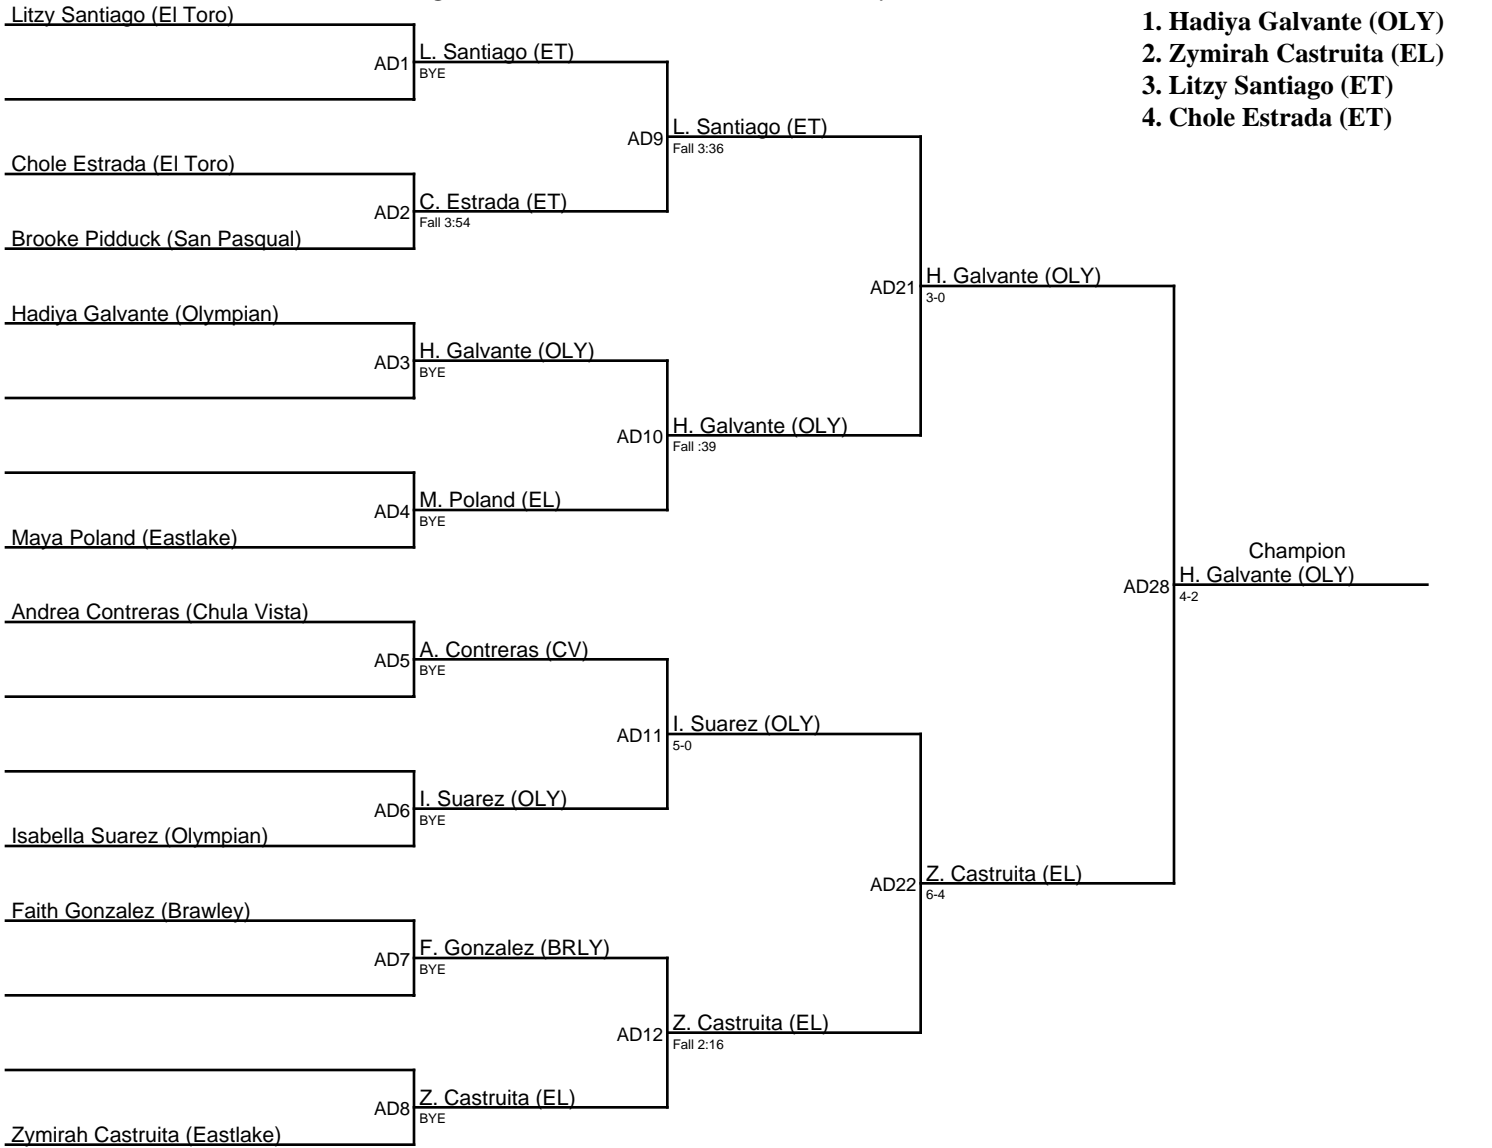 Litzy Santiago (El Toro)
1. Hadiya Galvante (OLY)
2. Zymirah Castruita (EL)
3. Litzy Santiago (ET)
4. Chole Estrada (ET)
AD1
L. Santiago (ET)
BYE
AD9
L. Santiago (ET)
Fall 3:36
Chole Estrada (El Toro)
AD2
C. Estrada (ET)
Fall 3:54
Brooke Pidduck (San Pasqual)
AD21
H. Galvante (OLY)
3-0
Hadiya Galvante (Olympian)
AD3
H. Galvante (OLY)
BYE
AD10
H. Galvante (OLY)
Fall :39
AD4
M. Poland (EL)
BYE
Maya Poland (Eastlake)
Champion
AD28
H. Galvante (OLY)
4-2
Andrea Contreras (Chula Vista)
AD5
A. Contreras (CV)
BYE
AD11
I. Suarez (OLY)
5-0
AD6
I. Suarez (OLY)
BYE
Isabella Suarez (Olympian)
AD22
Z. Castruita (EL)
6-4
Faith Gonzalez (Brawley)
AD7
F. Gonzalez (BRLY)
BYE
AD12
Z. Castruita (EL)
Fall 2:16
AD8
Z. Castruita (EL)
BYE
Zymirah Castruita (Eastlake)